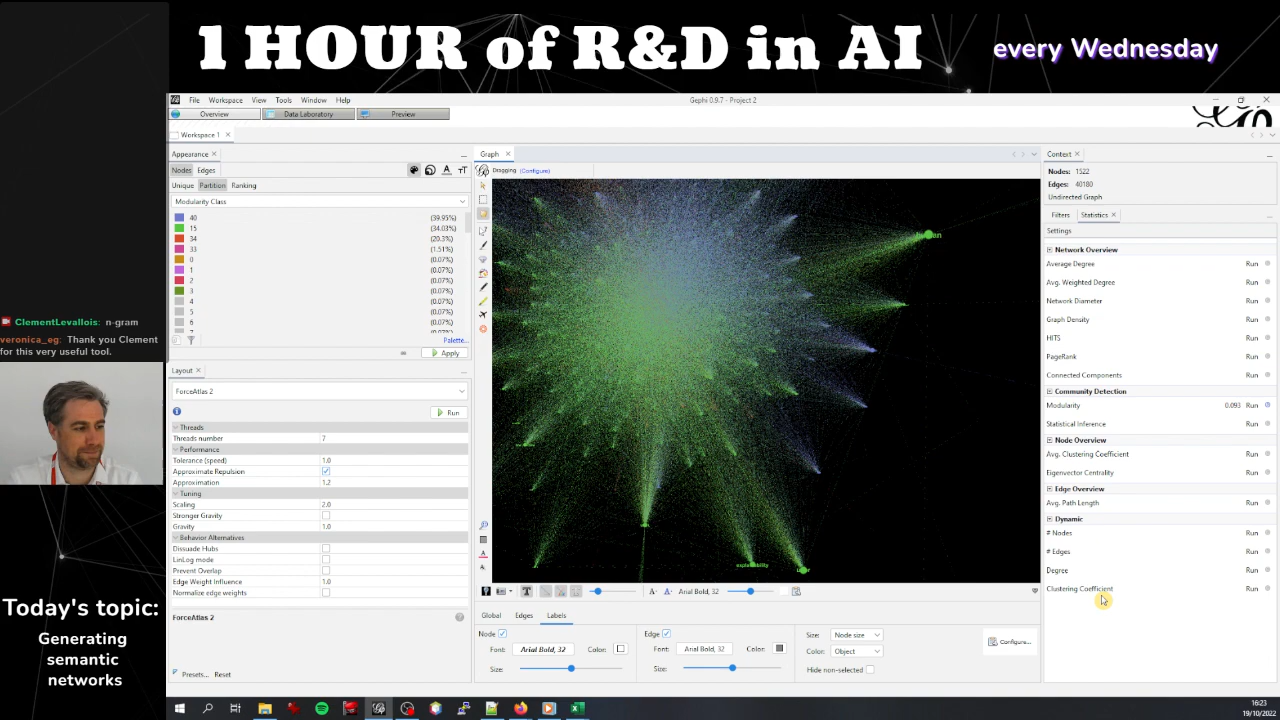 1 HOUR of R&D in AI
every Wednesday
Gephi 0.9.7 - Project 2
File Workspace View Tools Window Help
Overview Data Laboratory Preview
Workspace 1
Appearance
Nodes Edges
Unique Partition Ranking
Modularity Class
40 (39.95%)
15 (34.03%)
34 (20.3%)
33 (1.51%)
0 (0.07%)
1 (0.07%)
2 (0.07%)
3 (0.07%)
4 (0.07%)
5 (0.07%)
6 (0.07%)
Palette...
Apply
Layout
ForceAtlas 2
Run
Threads
Threads number 7
Performance
Tolerance (speed) 1.0
Approximate Repulsion
Approximation 1.2
Tuning
Scaling 2.0
Stronger Gravity
Gravity 1.0
Behavior Alternatives
Dissuade Hubs
LinLog mode
Prevent Overlap
Edge Weight Influence 1.0
Normalize edge weights
ForceAtlas 2
Presets... Reset
Graph
Dragging (Configure)
Arial Bold, 32
Global Edges Labels
Node
Font: Arial Bold, 32 Color:
Size:
Edge
Font: Arial Bold, 32 Color:
Size:
Size: Node size
Color: Object
Hide non-selected
Configure...
Context
Nodes: 1522
Edges: 40180
Undirected Graph
Filters Statistics
Settings
Network Overview
Average Degree Run
Avg. Weighted Degree Run
Network Diameter Run
Graph Density Run
HITS Run
PageRank Run
Connected Components Run
Community Detection
Modularity 0.093 Run
Statistical Inference Run
Node Overview
Avg. Clustering Coefficient Run
Eigenvector Centrality Run
Edge Overview
Avg. Path Length Run
Dynamic
# Nodes Run
# Edges Run
Degree Run
Clustering Coefficient Run
ClementLevallois: n-gram
veronica_eg: Thank you Clement
for this very useful tool.
Today's topic:
Generating
semantic
networks
16:23
19/10/2022